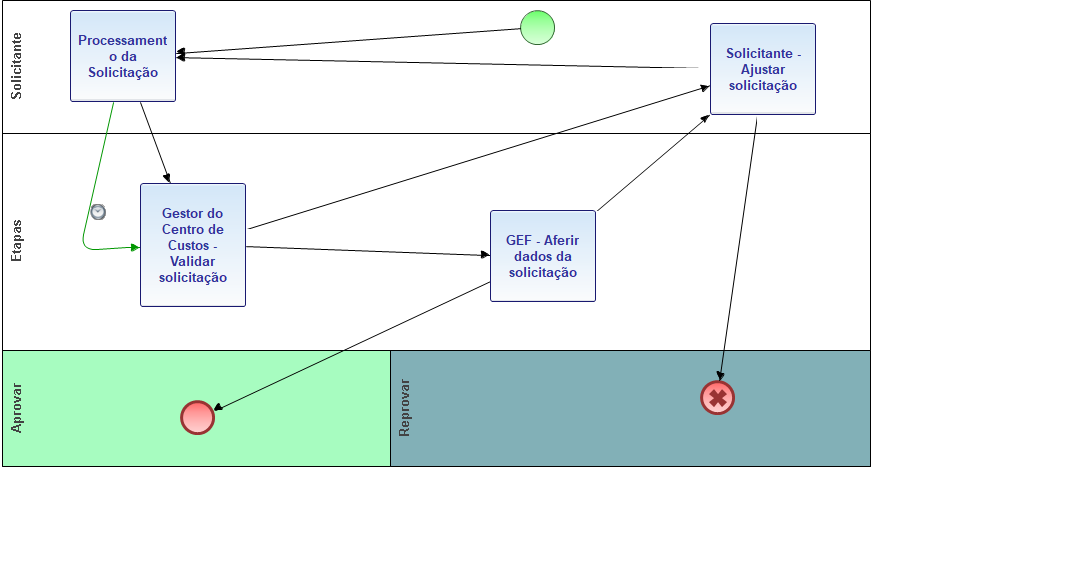 Solicitante
Processament
o da
Solicitação
Solicitante -
Ajustar
solicitação
Etapas
Gestor do
Centro de
Custos -
Validar
solicitação
GEF - Aferir
dados da
solicitação
Aprovar
Reprovar